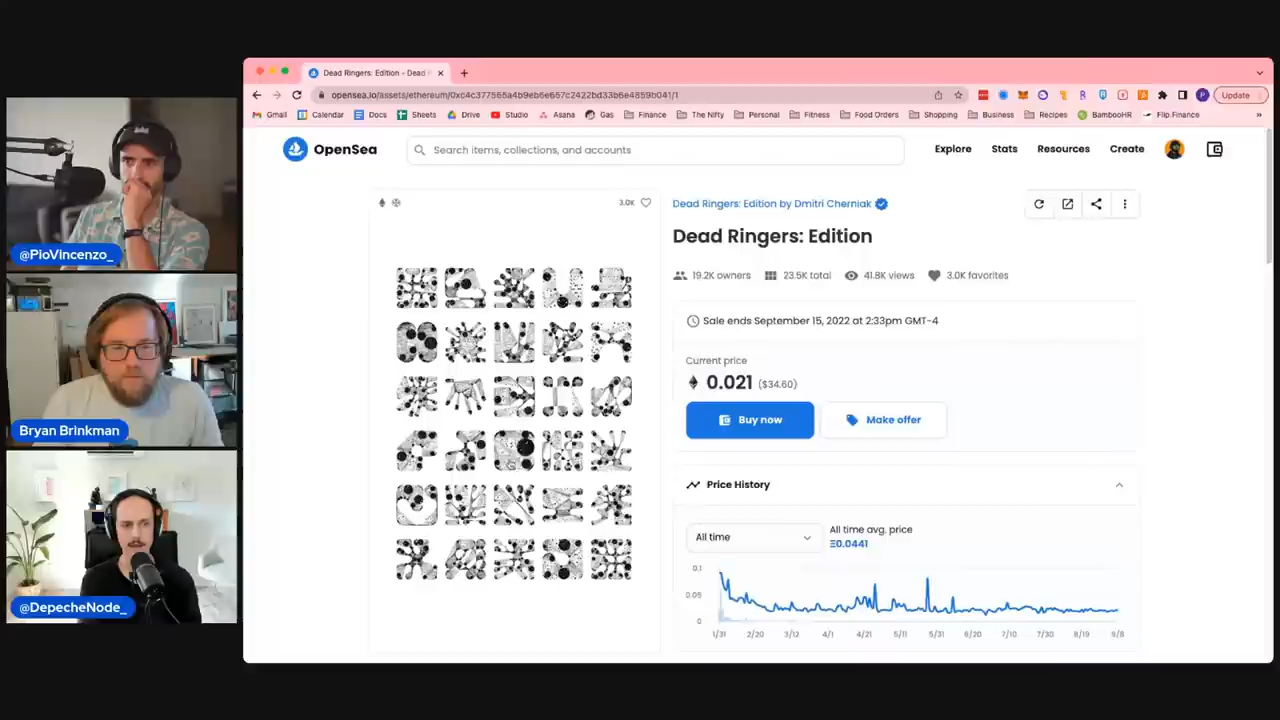 Dead Ringers: Edition - Dead R
opensea.io/assets/ethereum/0xc4c377565a4b9eb6e657c2422bd33b6e4859b041/1
Update
Gmail Calendar Docs Sheets Drive Studio Asana Gas Finance The Nifty Personal Fitness Food Orders Shopping Business Recipes BambooHR Flip.Finance »
OpenSea
Search items, collections, and accounts
Explore Stats Resources Create
3.0K
Dead Ringers: Edition by Dmitri Cherniak
Dead Ringers: Edition
19.2K owners 23.5K total 41.8K views 3.0K favorites
Sale ends September 15, 2022 at 2:33pm GMT-4
Current price
0.021 ($34.60)
Buy now Make offer
Price History
All time
All time avg. price
Ξ0.0441
0.1
0.05
0
1/31 2/20 3/12 4/1 4/21 5/11 5/31 6/20 7/10 7/30 8/19 9/8
@PioVincenzo_
Bryan Brinkman
@DepecheNode_